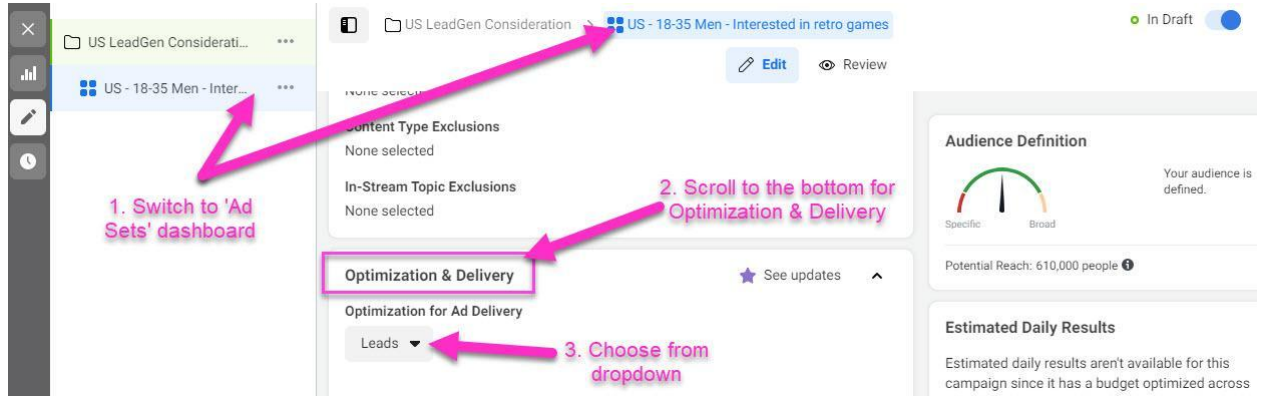 US LeadGen Considerati...
US - 18-35 Men - Inter...
US LeadGen Consideration
US - 18-35 Men - Interested in retro games
In Draft
Edit
Review
None selected
Content Type Exclusions
None selected
In-Stream Topic Exclusions
None selected
1. Switch to 'Ad
Sets' dashboard
2. Scroll to the bottom for
Optimization & Delivery
Optimization & Delivery
See updates
Optimization for Ad Delivery
Leads
3. Choose from
dropdown
Audience Definition
Your audience is
defined.
Specific
Broad
Potential Reach: 610,000 people
Estimated Daily Results
Estimated daily results aren't available for this
campaign since it has a budget optimized across